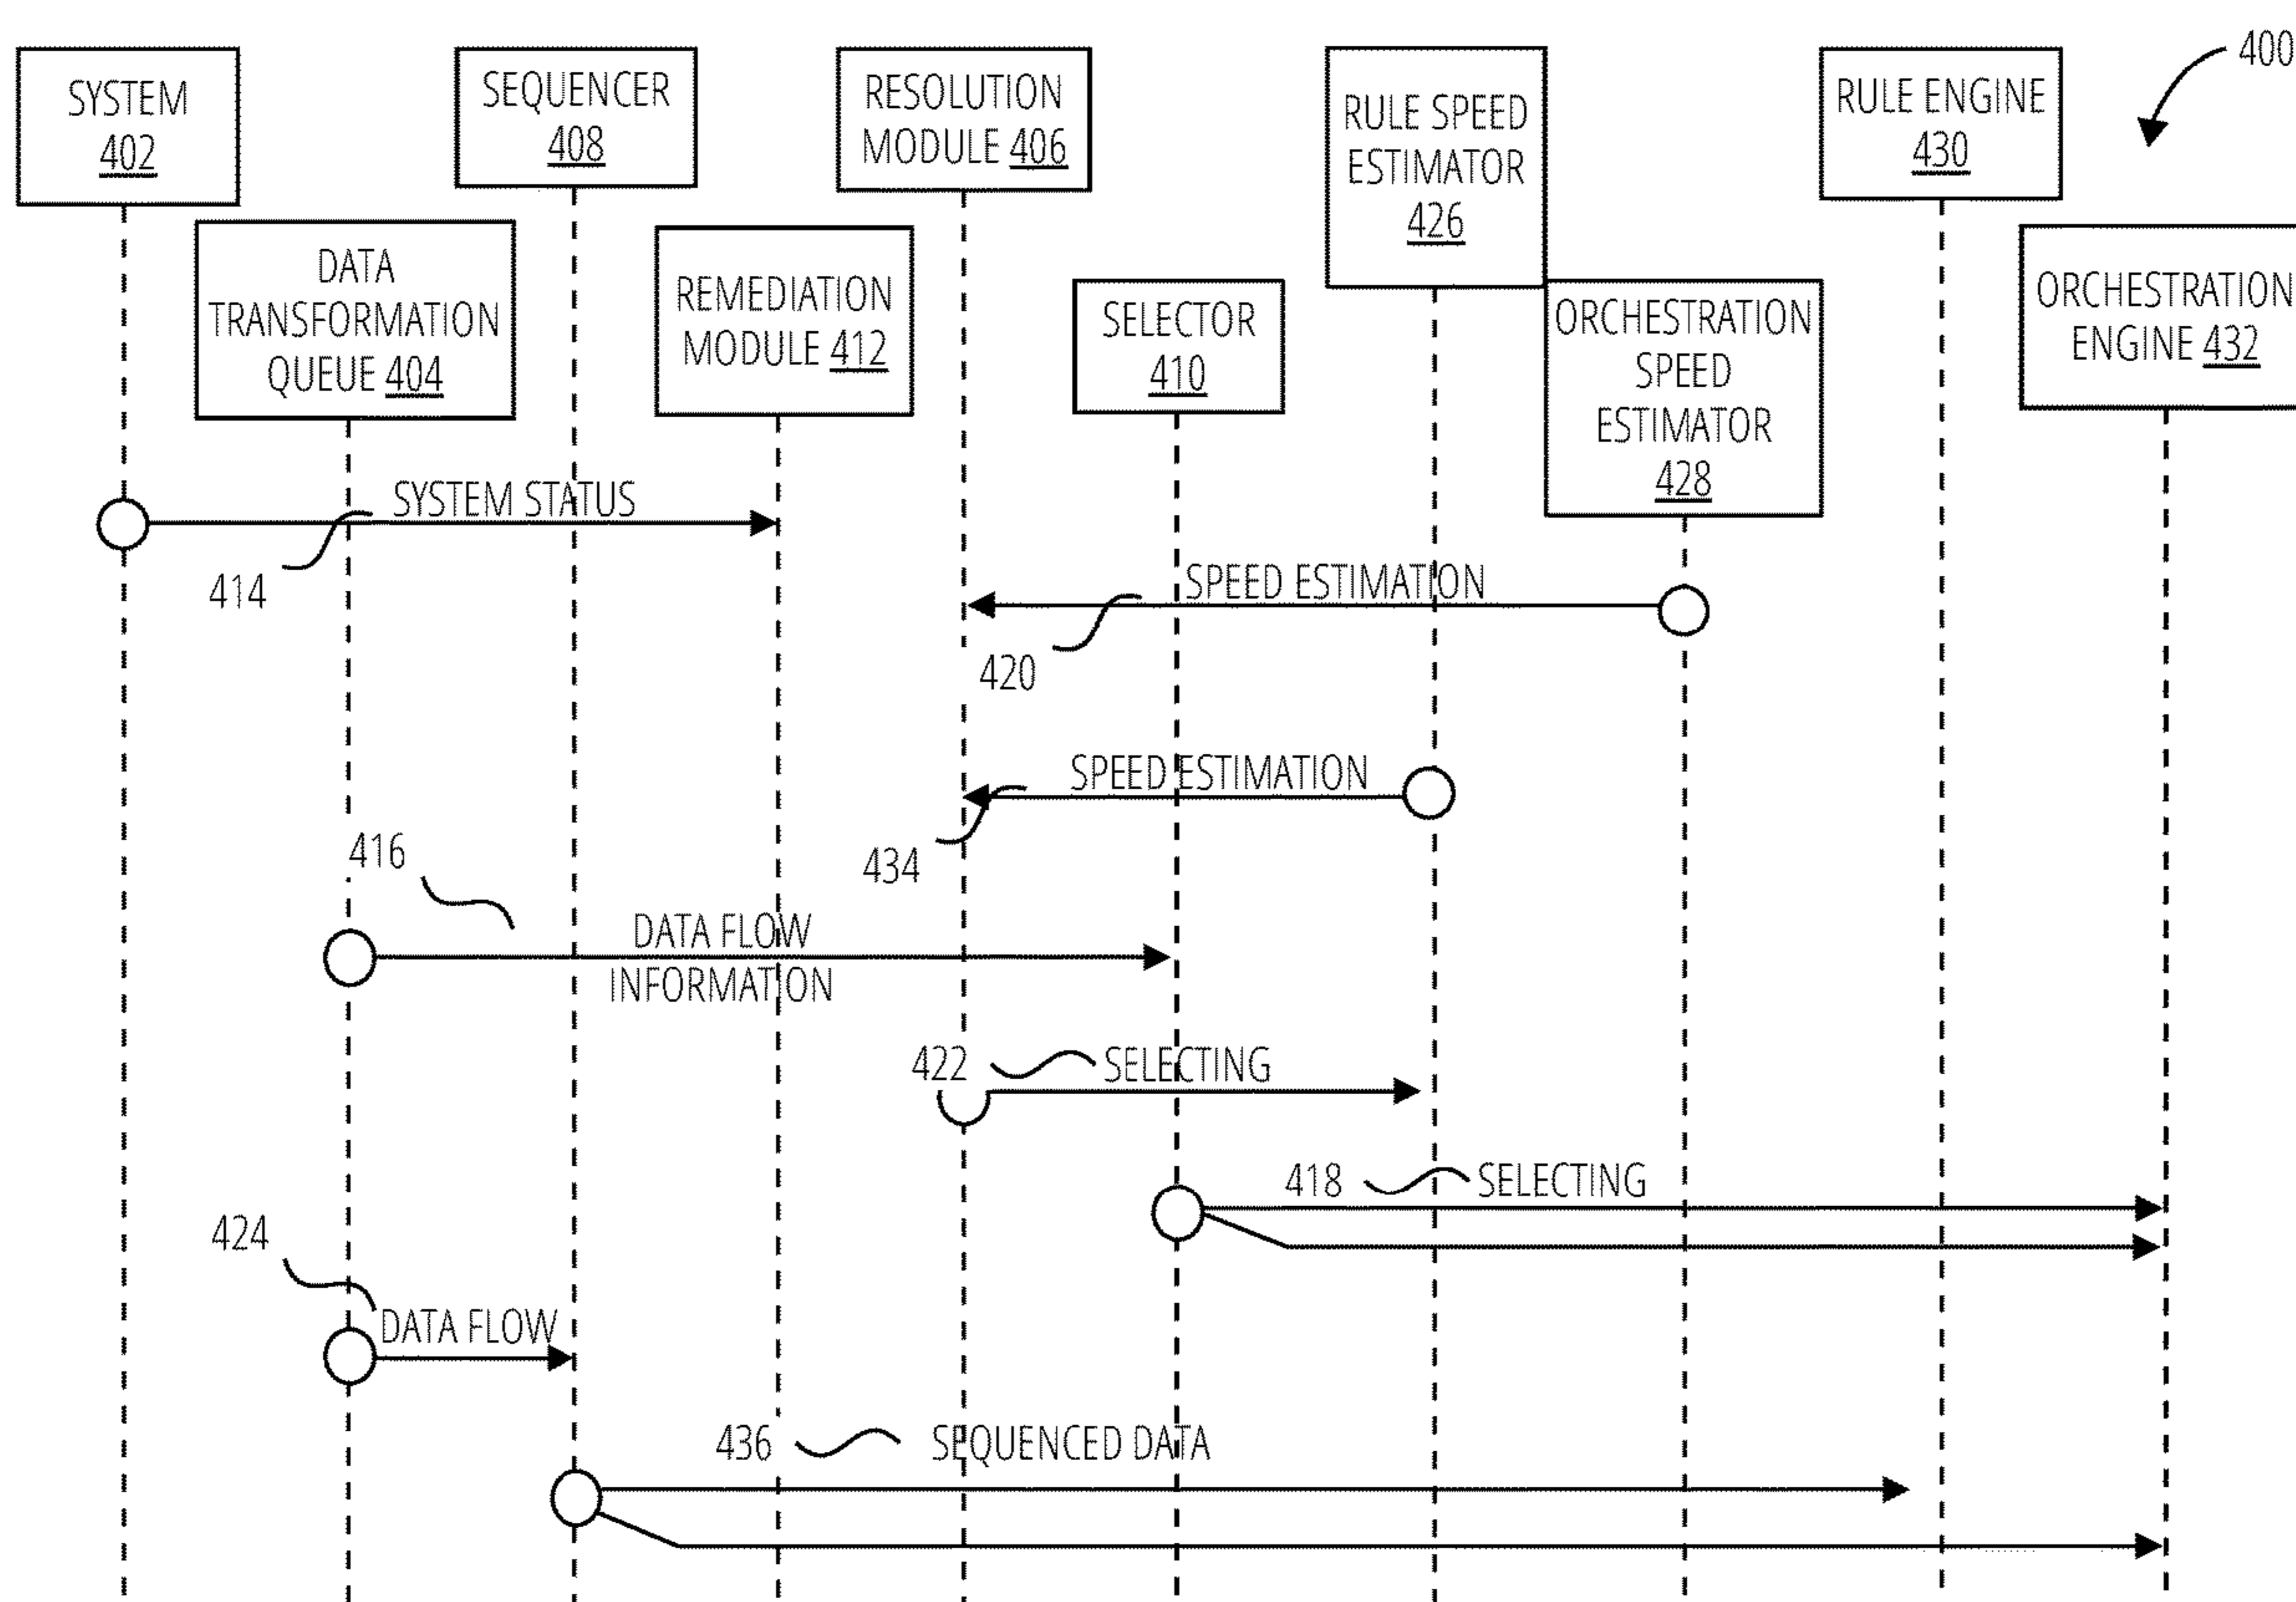 400
SYSTEM
402
SEQUENCER
408
RESOLUTION
MODULE 406
RULE SPEED
ESTIMATOR
426
RULE ENGINE
430
DATA
TRANSFORMATION
QUEUE 404
REMEDIATION
MODULE 412
SELECTOR
410
ORCHESTRATION
SPEED
ESTIMATOR
428
ORCHESTRATION
ENGINE 432
SYSTEM STATUS
414
SPEED ESTIMATION
420
SPEED ESTIMATION
434
416
DATA FLOW
INFORMATION
422 SELECTING
418 SELECTING
424
DATA FLOW
436 SEQUENCED DATA